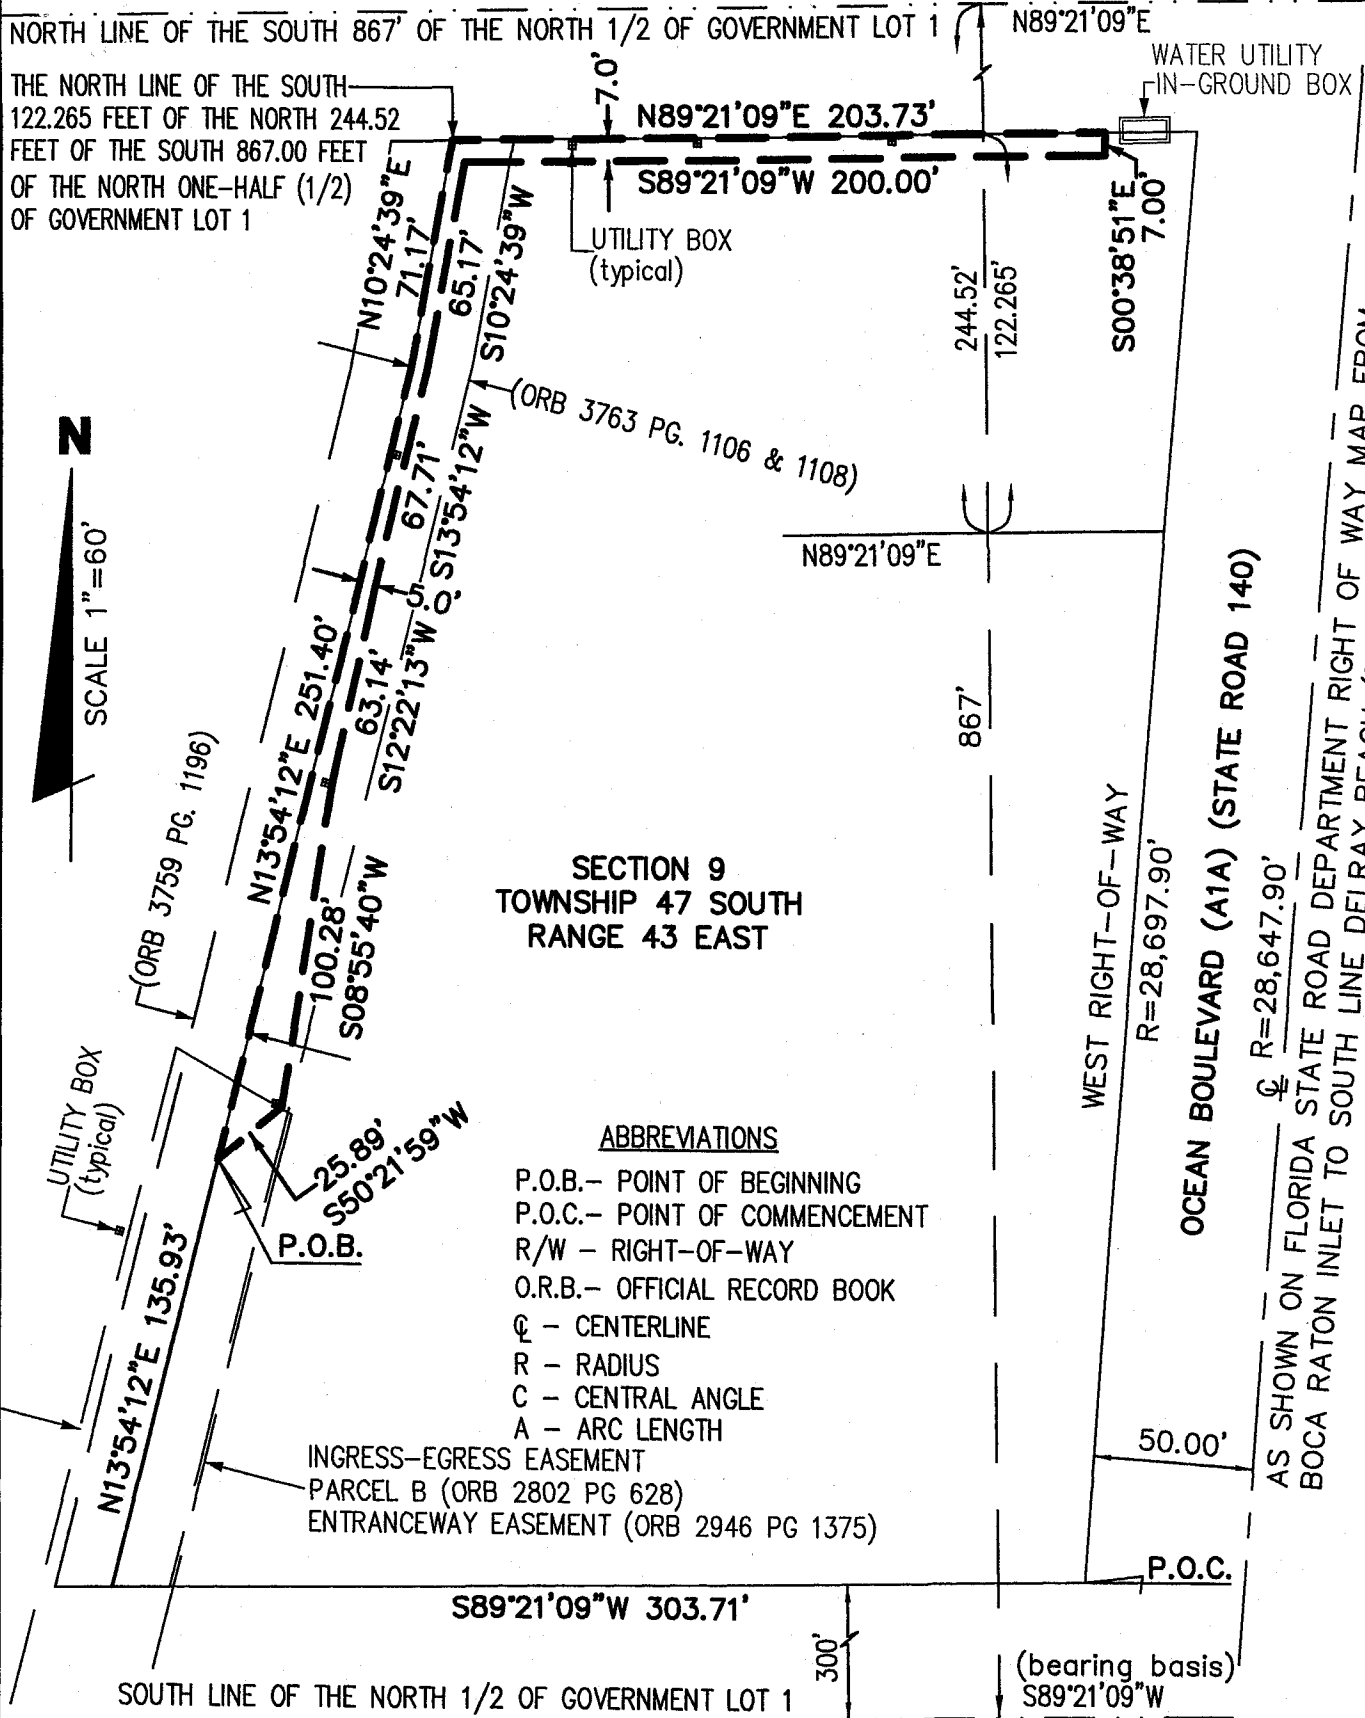 NORTH LINE OF THE SOUTH 867' OF THE NORTH 1/2 OF GOVERNMENT LOT 1
N89°21'09"E
WATER UTILITY
IN-GROUND BOX
THE NORTH LINE OF THE SOUTH
122.265 FEET OF THE NORTH 244.52
FEET OF THE SOUTH 867.00 FEET
OF THE NORTH ONE-HALF (1/2)
OF GOVERNMENT LOT 1
7.0'
N89°21'09"E 203.73'
S89°21'09"W 200.00'
S00°38'51"E
7.00'
N10°24'39"E
71.17'
65.17'
S10°24'39"W
UTILITY BOX
(typical)
244.52'
122.265'
(ORB 3763 PG. 1106 & 1108)
N
SCALE 1"=60'
67.71'
S13°54'12"W
N89°21'09"E
5.0'
N13°54'12"E 251.40'
63.14'
S12°22'13"W
867'
(ORB 3759 PG. 1196)
100.28'
S08°55'40"W
SECTION 9
TOWNSHIP 47 SOUTH
RANGE 43 EAST
WEST RIGHT-OF-WAY
R=28,697.90'
OCEAN BOULEVARD (A1A) (STATE ROAD 140)
℄ R=28,647.90'
AS SHOWN ON FLORIDA STATE ROAD DEPARTMENT RIGHT OF WAY MAP FROM
BOCA RATON INLET TO SOUTH LINE DELRAY BEACH
UTILITY BOX
(typical)
25.89'
S50°21'59"W
P.O.B.
ABBREVIATIONS
P.O.B.- POINT OF BEGINNING
P.O.C.- POINT OF COMMENCEMENT
R/W - RIGHT-OF-WAY
O.R.B.- OFFICIAL RECORD BOOK
℄ - CENTERLINE
R - RADIUS
C - CENTRAL ANGLE
A - ARC LENGTH
N13°54'12"E 135.93'
INGRESS-EGRESS EASEMENT
PARCEL B (ORB 2802 PG 628)
ENTRANCEWAY EASEMENT (ORB 2946 PG 1375)
50.00'
P.O.C.
S89°21'09"W 303.71'
300'
(bearing basis)
S89°21'09"W
SOUTH LINE OF THE NORTH 1/2 OF GOVERNMENT LOT 1